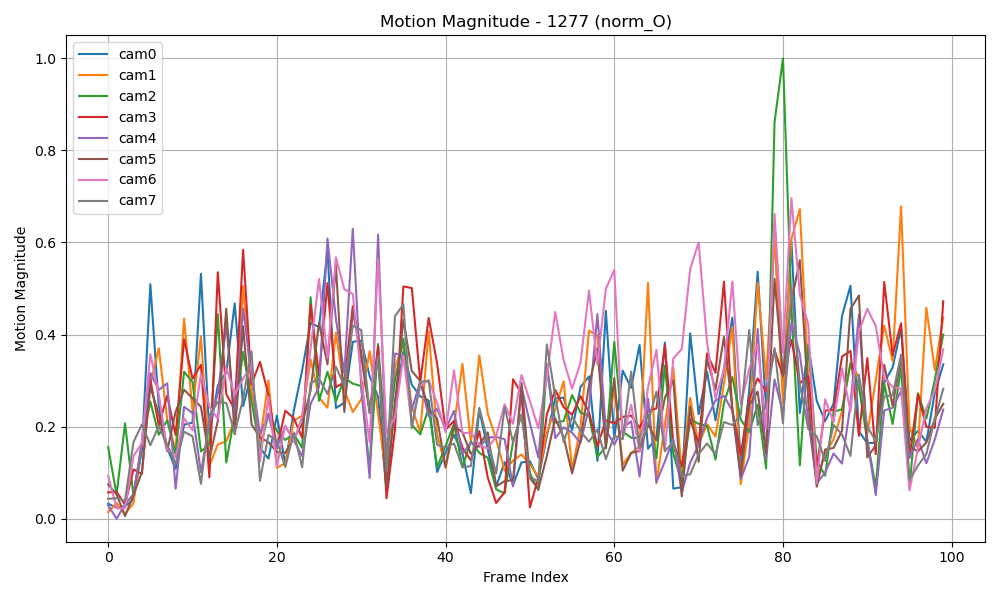 Motion Magnitude - 1277 (norm_O)
cam0
cam1
cam2
cam3
cam4
cam5
cam6
cam7
1.0
0.8
0.6
0.4
0.2
0.0
Motion Magnitude
0 20 40 60 80 100
Frame Index